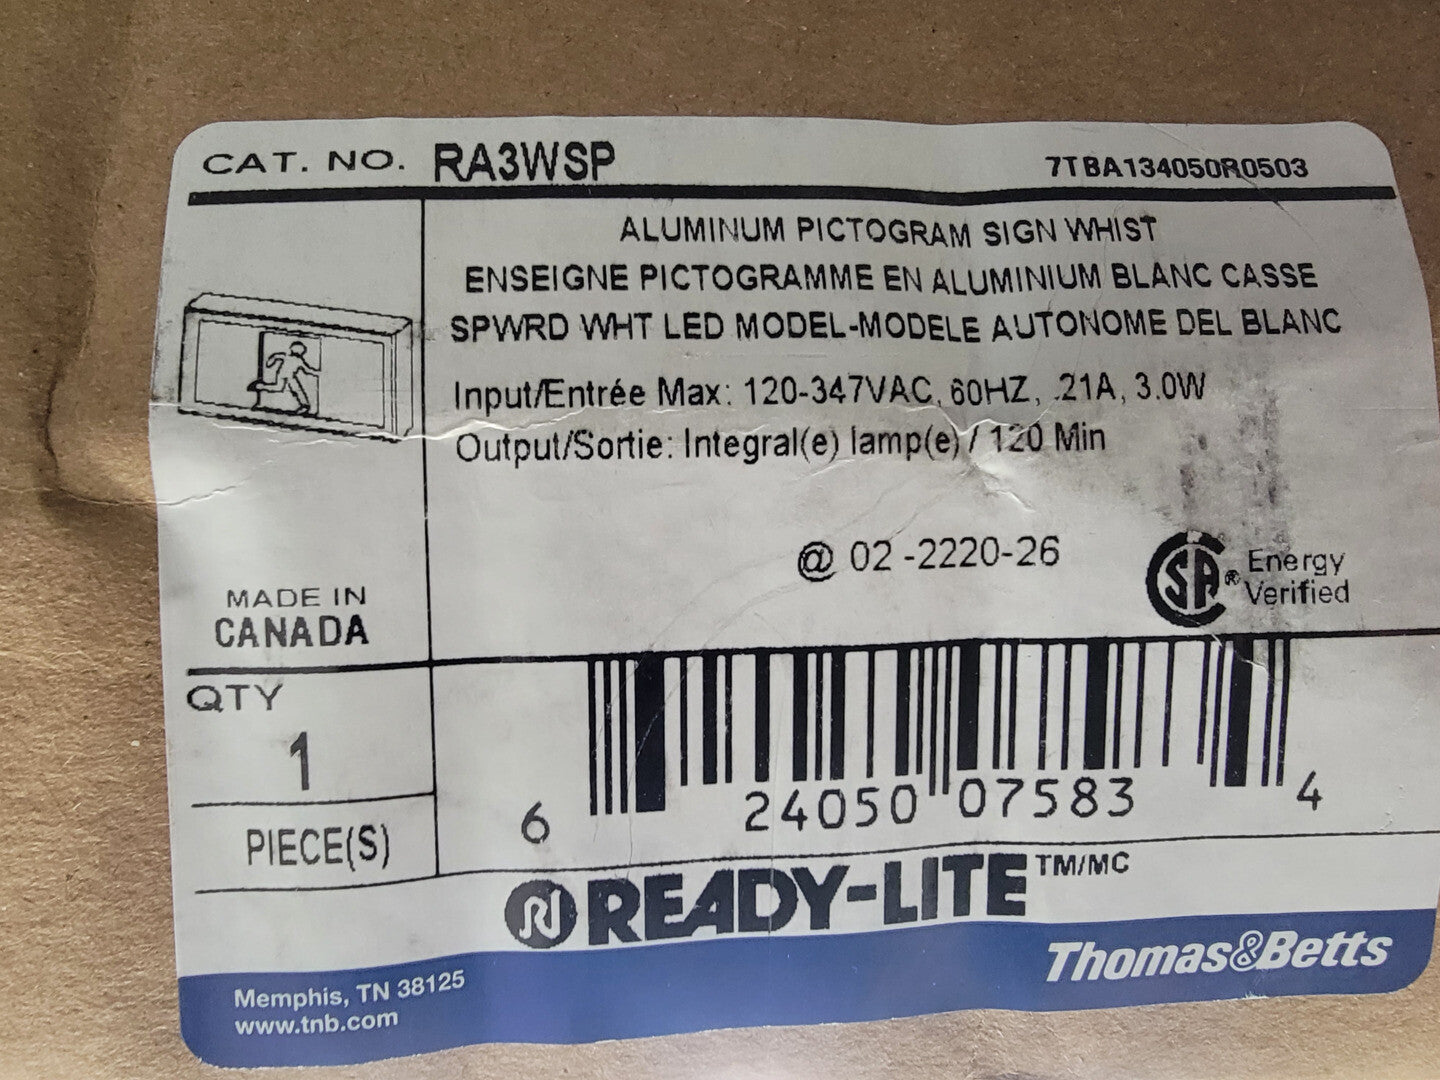 CAT. NO. RA3WSP 7TBA134050R0503
ALUMINUM PICTOGRAM SIGN WHIST
ENSEIGNE PICTOGRAMME EN ALUMINIUM BLANC CASSE
SPWRD WHT LED MODEL-MODELE AUTONOME DEL BLANC
Input/Entrée Max: 120-347VAC, 60HZ, .21A, 3.0W
Output/Sortie: Integral(e) lamp(e) / 120 Min
@ 02 -2220-26
SA® Energy
Verified
MADE IN
CANADA
QTY
1
PIECE(S)
6 24050 07583 4
READY-LITE TM/MC
Thomas&Betts
Memphis, TN 38125
www.tnb.com